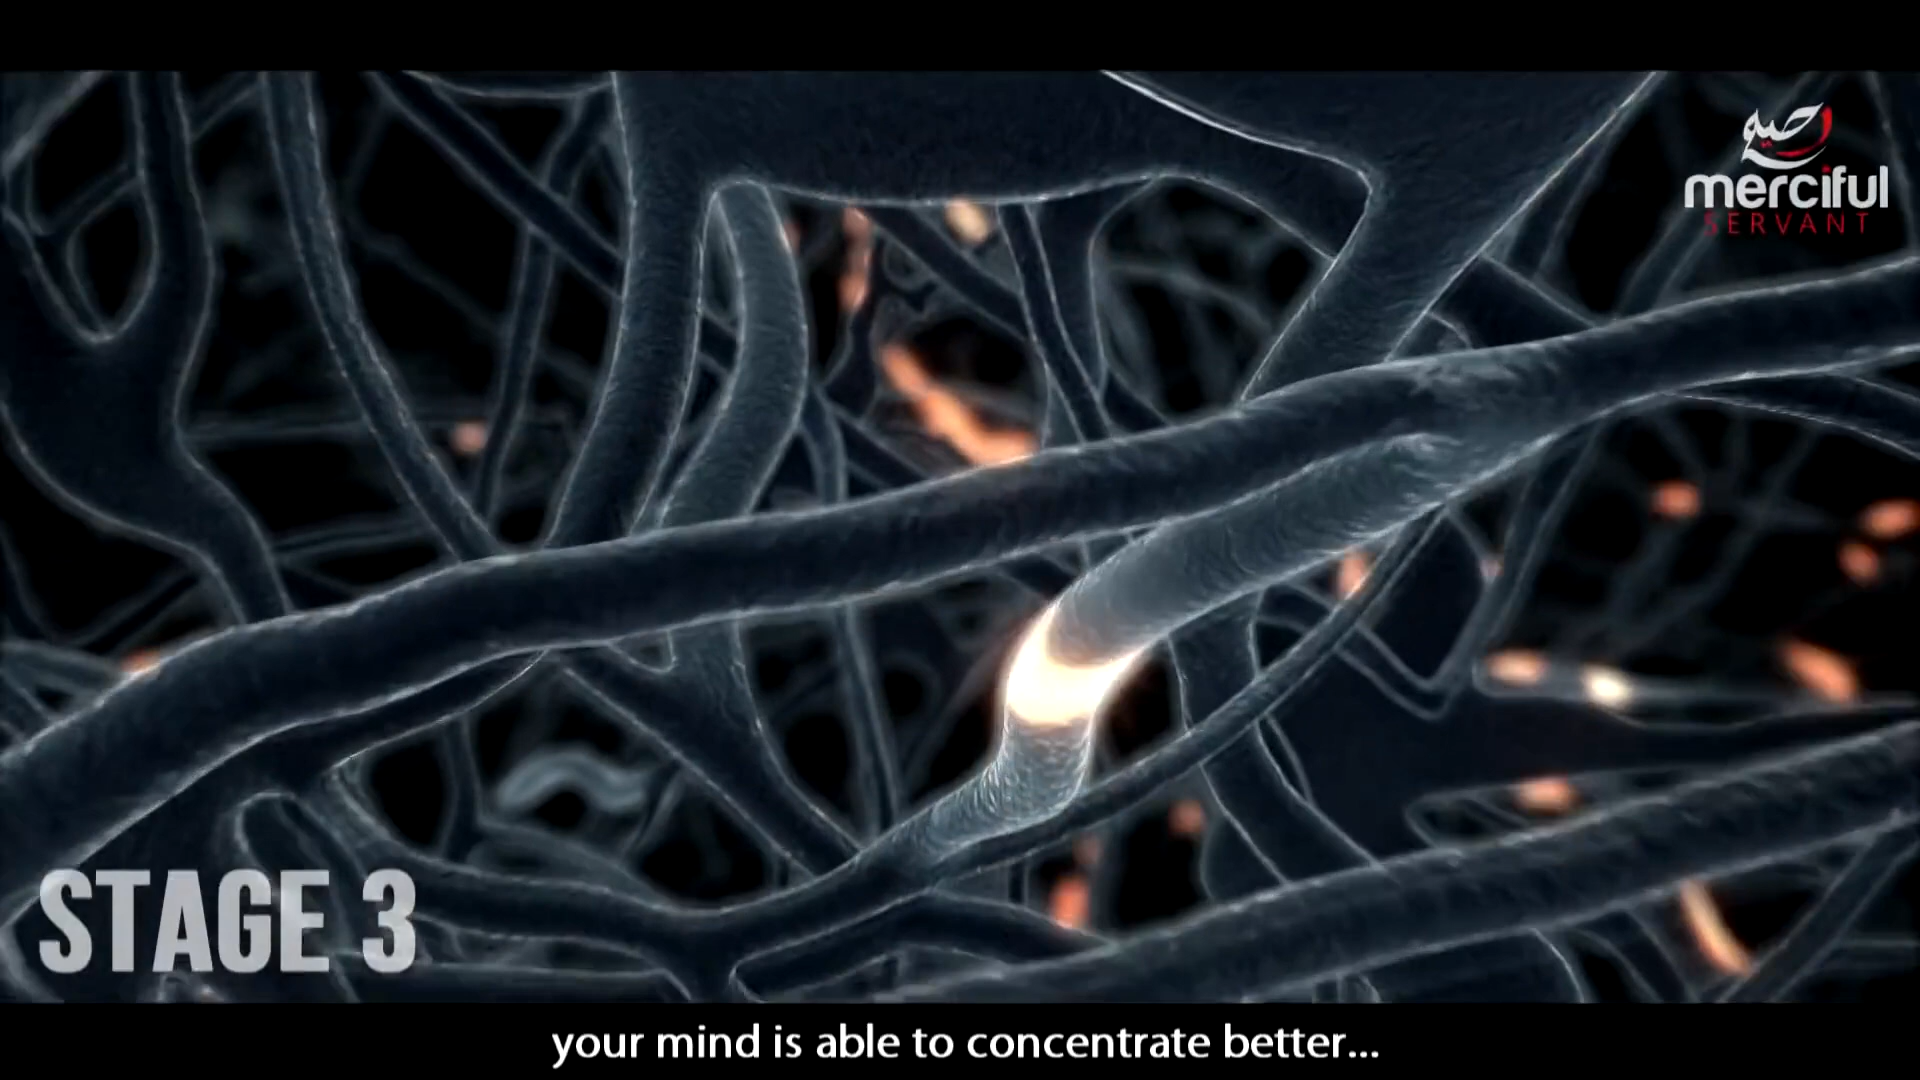 merciful
SERVANT
STAGE 3
your mind is able to concentrate better...